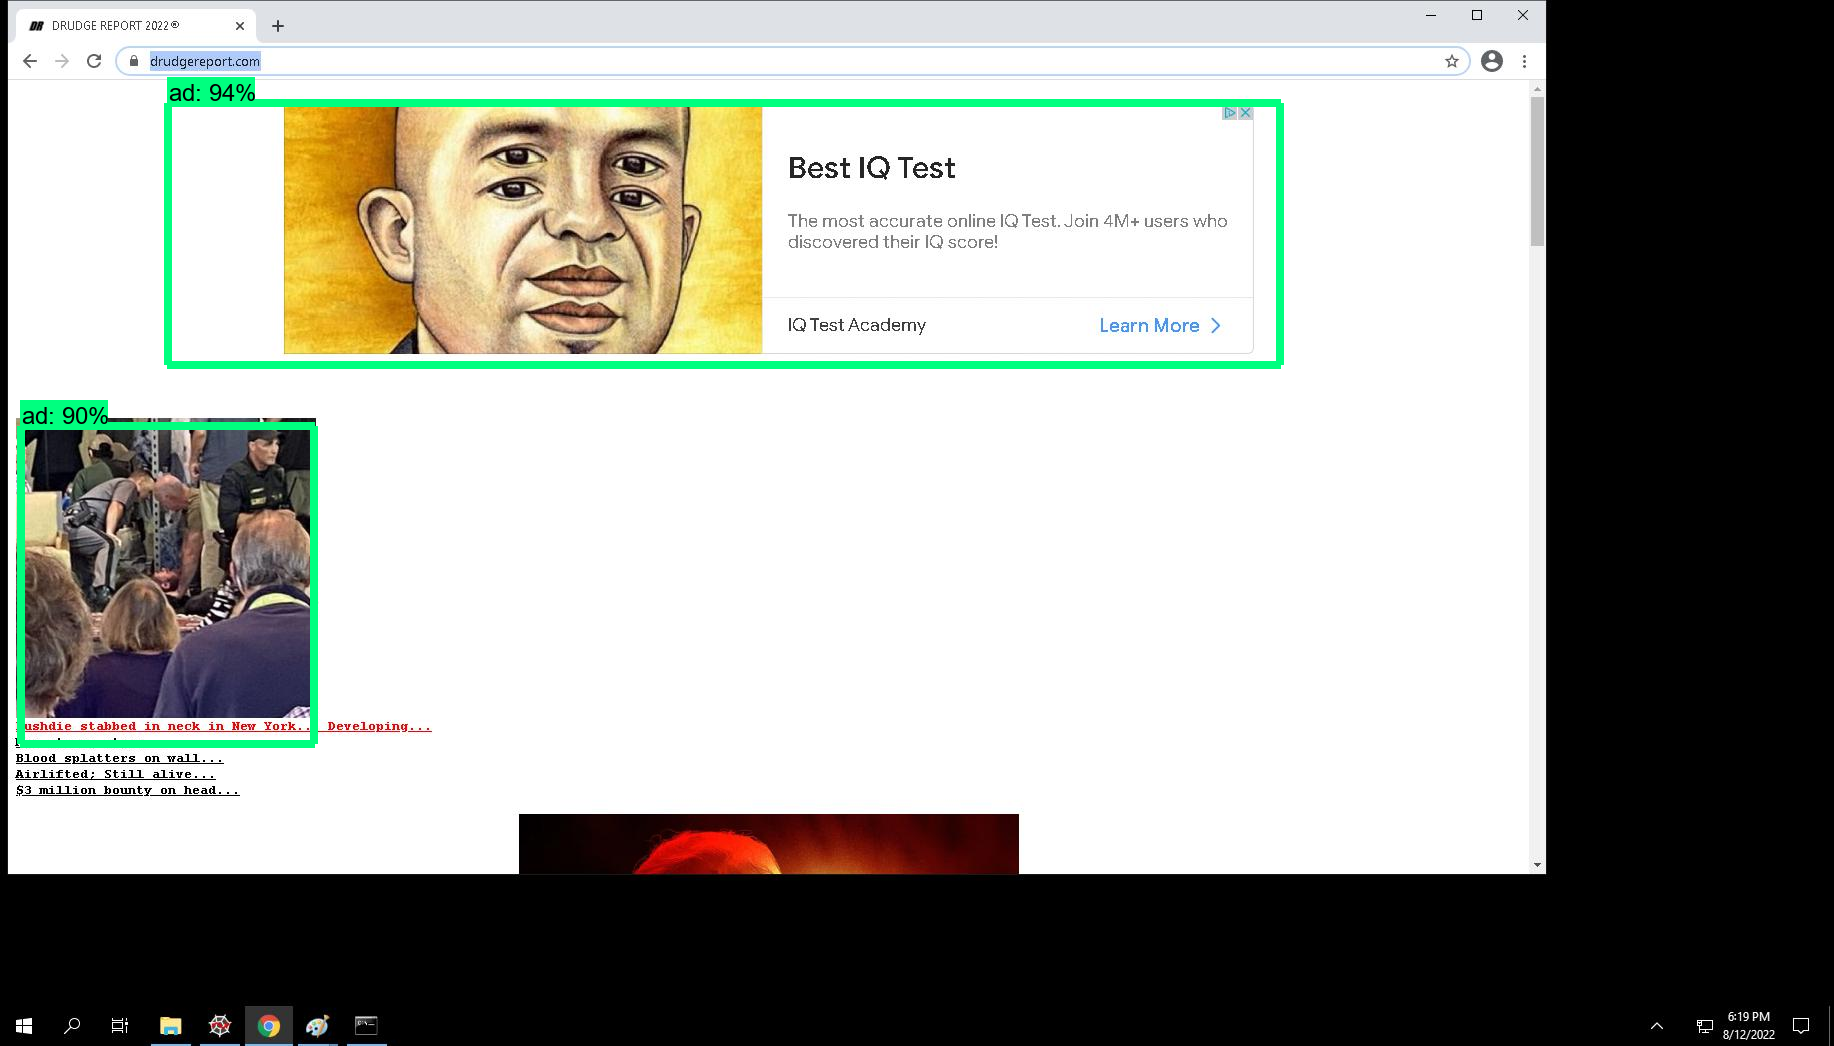 DRUDGE REPORT 2022®
drudgereport.com
ad: 94%
Best IQ Test
The most accurate online IQ Test. Join 4M+ users who
discovered their IQ score!
IQ Test Academy
Learn More
ad: 90%
ushdie stabbed in neck in New York... Developing...
Blood splatters on wall...
Airlifted; Still alive...
$3 million bounty on head...
6:19 PM
8/12/2022